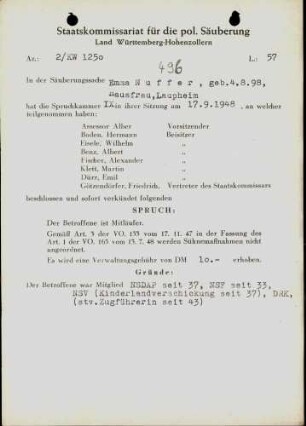 Staatskommissariat für die pol. Säuberung
Land Württemberg-Hohenzollern
Nr.: 2/KW 1250 L: 57
496
In der Säuberungssache Emma Nuffer, geb.4.8.98,
Hausfrau, Laupheim
hat die Spruchkammer IX in ihrer Sitzung am 17.9.1948, an welcher
teilgenommen haben:
Assessor Alber Vorsitzender
Boden, Hermann Beisitzer
Eisele, Wilhelm "
Benz, Albert "
Fischer, Alexander "
Klett, Martin "
Dürr, Emil "
Götzendörfer, Friedrich. Vertreter des Staatskommissars
beschlossen und sofort verkündet folgenden
SPRUCH:
Der Betroffene ist Mitläufer.
Gemäß Art. 3 der VO. 133 vom 17. 11. 47 in der Fassung des
Art. 1 der VO. 165 vom 13. 7. 48 werden Sühnemaßnahmen nicht
angeordnet.
Es wird eine Verwaltungsgebühr von DM 10.- erhoben.
Gründe:
Der Betroffene war Mitglied NSDAP seit 37, NSF seit 33,
NSV (Kinderlandverschickung seit 37), DRK,
(stv.Zugführerin seit 43)